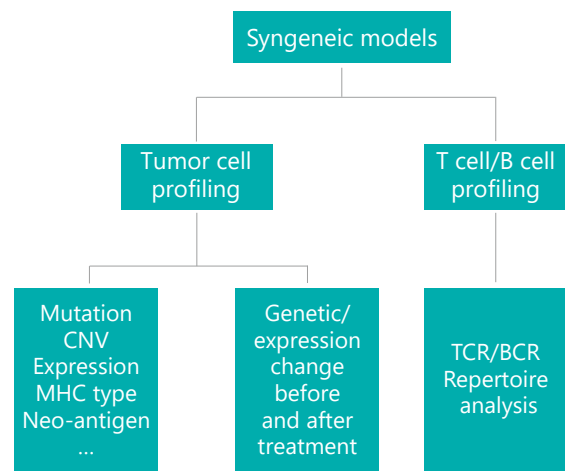 Syngeneic models
Tumor cell
profiling
T cell/B cell
profiling
Mutation
CNV
Expression
MHC type
Neo-antigen
...
Genetic/
expression
change
before
and after
treatment
TCR/BCR
Repertoire
analysis